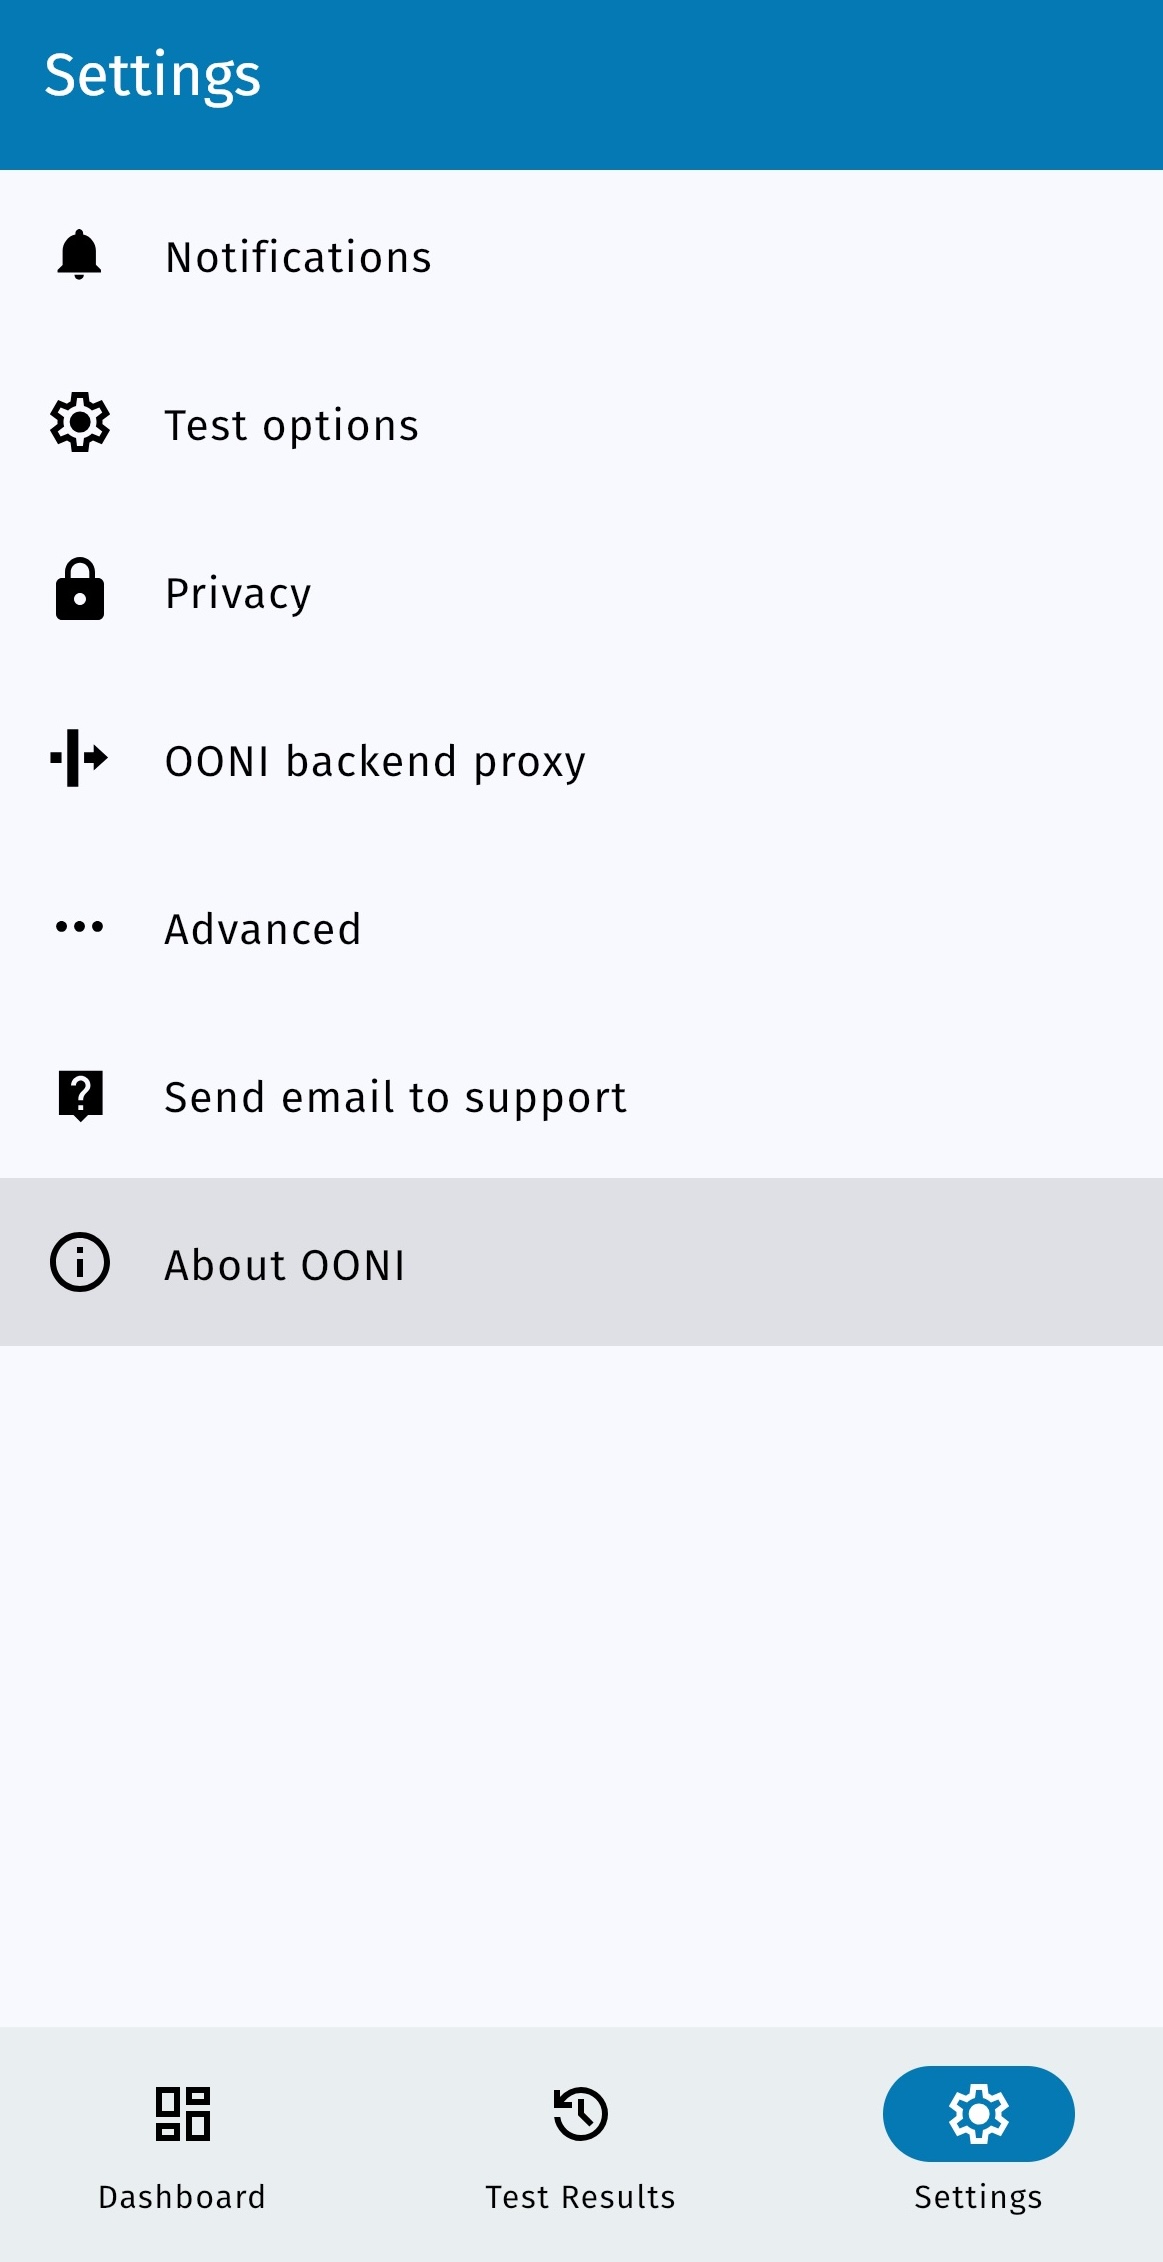 Settings
Notifications
Test options
Privacy
OONI backend proxy
Advanced
Send email to support
About OONI
Dashboard
Test Results
Settings